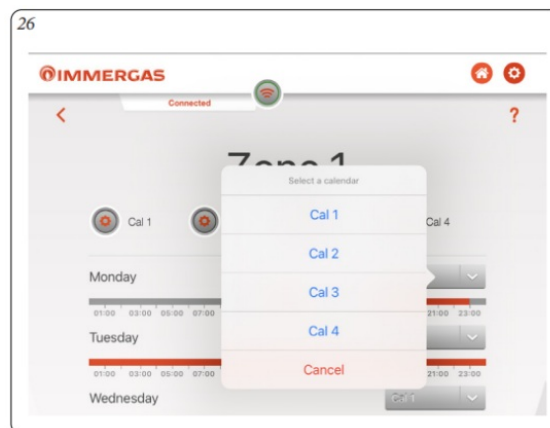 26
IMMERGAS
Connected
< ?
Zone 1
Select a calendar
Cal 1
Cal 2
Cal 3
Cal 4
Cancel
Cal 1 Cal 4
Monday
01:00 03:00 05:00 07:00 21:00 23:00
Tuesday
01:00 03:00 05:00 07:00 21:00 23:00
Wednesday
Cal 1